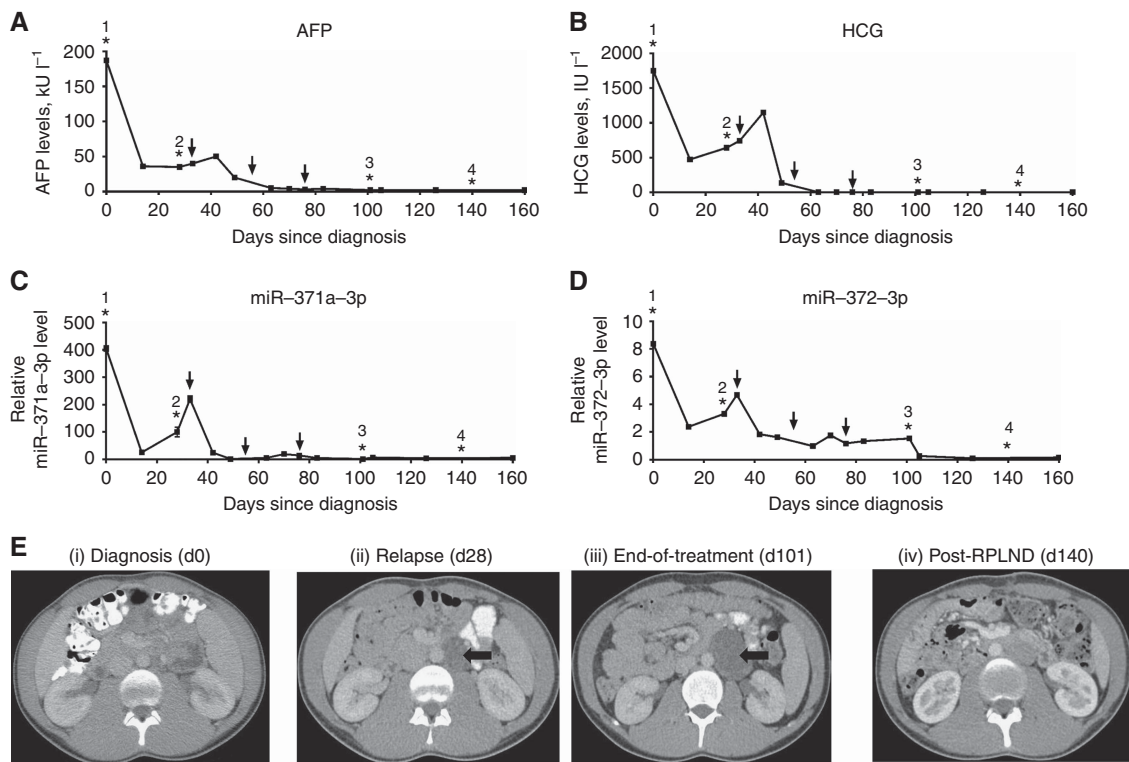 A
AFP
1
*
AFP levels, kU l⁻¹
200
150
100
50
0
2
*
3
*
4
*
0 20 40 60 80 100 120 140 160
Days since diagnosis
B
HCG
1
*
HCG levels, IU l⁻¹
2000
1500
1000
500
0
2
*
3
*
4
*
0 20 40 60 80 100 120 140 160
Days since diagnosis
C
miR–371a–3p
1
*
Relative
miR–371a–3p level
500
400
300
200
100
0
2
*
3
*
4
*
0 20 40 60 80 100 120 140 160
Days since diagnosis
D
miR–372–3p
1
*
Relative
miR–372–3p level
10
8
6
4
2
0
2
*
3
*
4
*
0 20 40 60 80 100 120 140 160
Days since diagnosis
E
(i) Diagnosis (d0)
(ii) Relapse (d28)
(iii) End-of-treatment (d101)
(iv) Post-RPLND (d140)